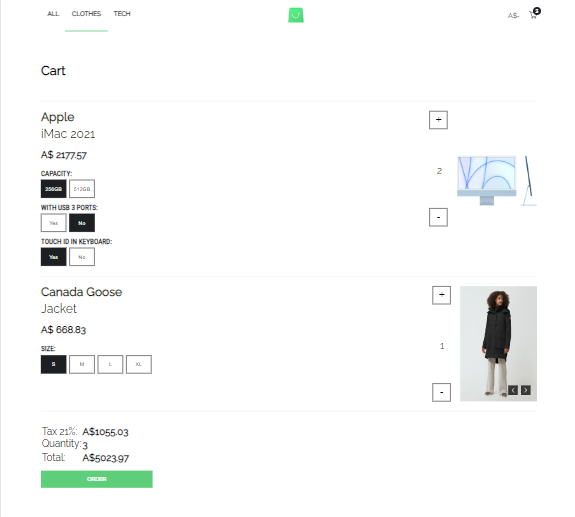 ALL CLOTHES TECH A$- 3
Cart
Apple
iMac 2021
A$ 2177.57
CAPACITY:
256GB 512GB
WITH USB 3 PORTS:
Yes No
TOUCH ID IN KEYBOARD:
Yes No
+
2
-
Canada Goose
Jacket
A$ 668.83
SIZE:
S M L XL
+
1
-
Tax 21%: A$1055.03
Quantity: 3
Total: A$5023.97
ORDER